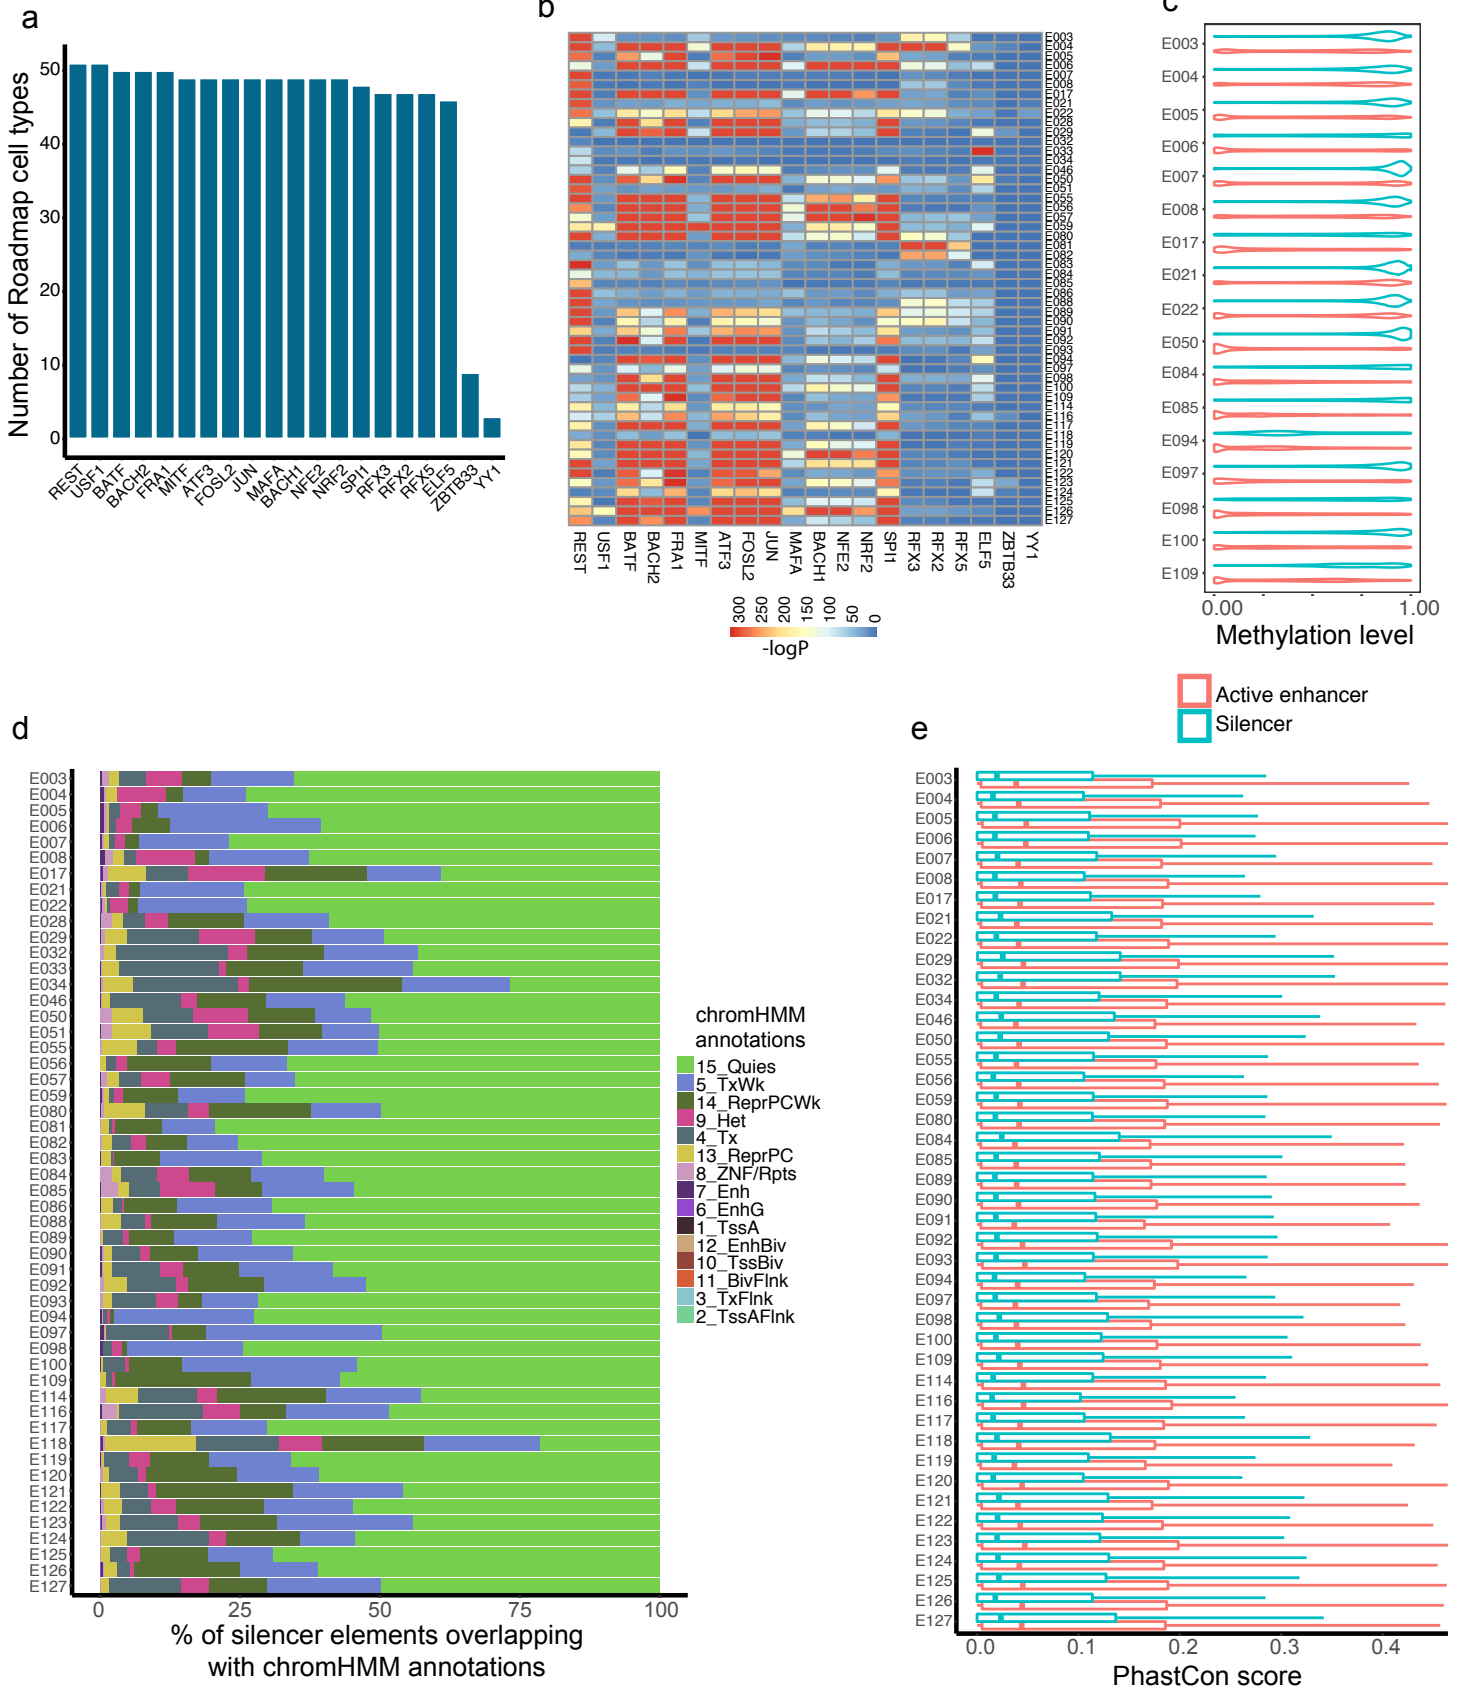 a
Number of Roadmap cell types
50
40
30
20
10
0
REST
USF1
BATF
BACH2
FRA1
MITF
ATF3
FOSL2
JUN
MAFA
BACH1
NFE2
NRF2
SPI1
RFX3
RFX2
RFX5
ELF5
ZBTB33
YY1
b
E003
E004
E005
E006
E007
E008
E017
E021
E022
E028
E029
E032
E033
E034
E046
E050
E051
E055
E056
E057
E059
E080
E081
E082
E083
E084
E085
E086
E088
E089
E090
E091
E092
E093
E094
E097
E098
E100
E109
E114
E116
E117
E118
E119
E120
E121
E122
E123
E124
E125
E126
E127
REST
USF1
BATF
BACH2
FRA1
MITF
ATF3
FOSL2
JUN
MAFA
BACH1
NFE2
NRF2
SPI1
RFX3
RFX2
RFX5
ELF5
ZBTB33
YY1
300
250
200
150
100
50
0
-logP
c
E003
E004
E005
E006
E007
E008
E017
E021
E022
E050
E084
E085
E094
E097
E098
E100
E109
0.00 1.00
Methylation level
Active enhancer
Silencer
d
E003
E004
E005
E006
E007
E008
E017
E021
E022
E028
E029
E032
E033
E034
E046
E050
E051
E055
E056
E057
E059
E080
E081
E082
E083
E084
E085
E086
E088
E089
E090
E091
E092
E093
E094
E097
E098
E100
E109
E114
E116
E117
E118
E119
E120
E121
E122
E123
E124
E125
E126
E127
0 25 50 75 100
% of silencer elements overlapping
with chromHMM annotations
chromHMM
annotations
15_Quies
5_TxWk
14_ReprPCWk
9_Het
4_Tx
13_ReprPC
8_ZNF/Rpts
7_Enh
6_EnhG
1_TssA
12_EnhBiv
10_TssBiv
11_BivFlnk
3_TxFlnk
2_TssAFlnk
e
E003
E004
E005
E006
E007
E008
E017
E021
E022
E029
E032
E034
E046
E050
E055
E056
E059
E080
E084
E085
E089
E090
E091
E092
E093
E094
E097
E098
E100
E109
E114
E116
E117
E118
E119
E120
E121
E122
E123
E124
E125
E126
E127
0.0 0.1 0.2 0.3 0.4
PhastCon score